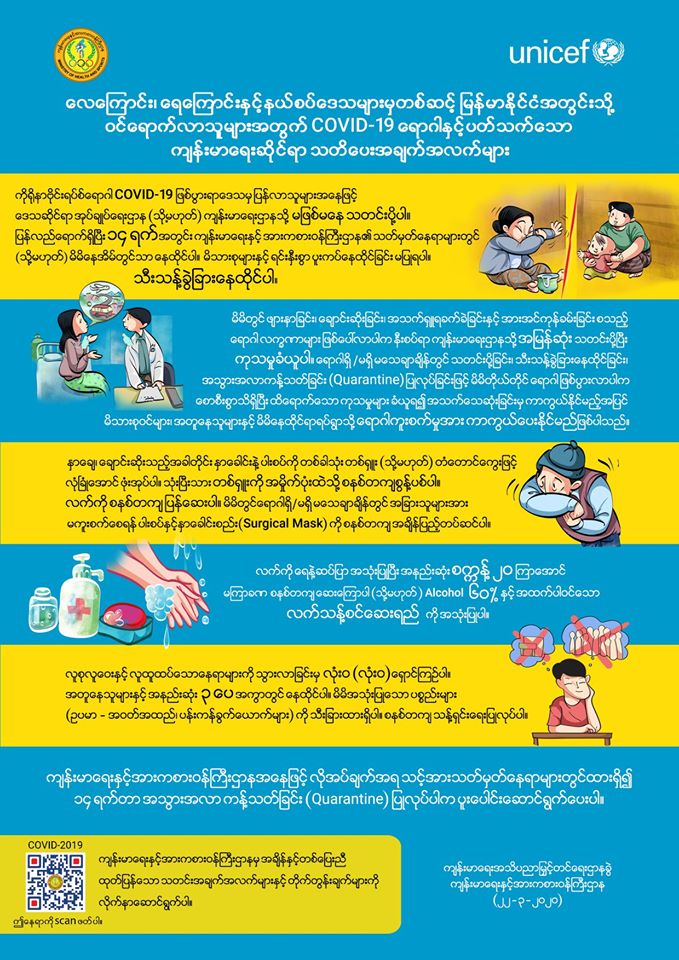 ကျန်းမာရေးနှင့်အားကစားဝန်ကြီးဌာန
MINISTRY OF HEALTH AND SPORTS
unicef
လေကြောင်း၊ ရေကြောင်းနှင့်နယ်စပ်ဒေသများမှတစ်ဆင့် မြန်မာနိုင်ငံအတွင်းသို့
ဝင်ရောက်လာသူများအတွက် COVID-19 ရောဂါနှင့်ပတ်သက်သော
ကျန်းမာရေးဆိုင်ရာ သတိပေးအချက်အလက်များ
ကိုရိုနာဗိုင်းရပ်စ်ရောဂါ COVID-19 ဖြစ်ပွားရာဒေသမှ ပြန်လာသူများအနေဖြင့်
ဒေသဆိုင်ရာ အုပ်ချုပ်ရေးဌာန (သို့မဟုတ်) ကျန်းမာရေးဌာနသို့ မဖြစ်မနေ သတင်းပို့ပါ။
ပြန်လည်ရောက်ရှိပြီး ၁၄ ရက်အတွင်း ကျန်းမာရေးနှင့် အားကစားဝန်ကြီးဌာန၏ သတ်မှတ်နေရာများတွင်
(သို့မဟုတ်) မိမိနေအိမ်တွင်သာ နေထိုင်ပါ။ မိသားစုများနှင့် ရင်းနှီးစွာ ပူးကပ်နေထိုင်ခြင်း မပြုရပါ။
သီးသန့်ခွဲခြားနေထိုင်ပါ။
မိမိတွင် ဖျားနာခြင်း၊ ချောင်းဆိုးခြင်း၊ အသက်ရှူရခက်ခဲခြင်းနှင့် အားအင်ကုန်ခမ်းခြင်း စသည့်
ရောဂါ လက္ခဏာများ ဖြစ်ပေါ်လာပါက နီးစပ်ရာ ကျန်းမာရေးဌာနသို့ အမြန်ဆုံး သတင်းပို့ပြီး
ကုသမှုခံယူပါ။ ရောဂါရှိ /မရှိ မသေချာချိန်တွင် သတင်းပို့ခြင်း၊ သီးသန့်ခွဲခြားနေထိုင်ခြင်း၊
အသွားအလာကန့်သတ်ခြင်း (Quarantine) ပြုလုပ်ခြင်းဖြင့် မိမိကိုယ်တိုင် ရောဂါဖြစ်ပွားလာပါက
စောစီးစွာသိရှိပြီး ထိရောက်သော ကုသမှုများ ခံယူရ၍ အသက်သေဆုံးခြင်းမှ ကာကွယ်နိုင်မည့်အပြင်
မိသားစုဝင်များ၊ အတူနေသူများနှင့် မိမိနေထိုင်ရာရပ်ရွာသို့ ရောဂါကူးစက်မှုအား ကာကွယ်ပေးနိုင်မည်ဖြစ်ပါသည်။
နှာချေ၊ ချောင်းဆိုးသည့်အခါတိုင်း နှာခေါင်းနဲ့ ပါးစပ်ကို တစ်ခါသုံး တစ်ရှူး (သို့မဟုတ်) တံတောင်ကွေးဖြင့်
လုံခြုံအောင် ဖုံးအုပ်ပါ။ သုံးပြီးသား တစ်ရှူးကို အမှိုက်ပုံးထဲသို့ စနစ်တကျစွန့်ပစ်ပါ။
လက်ကို စနစ်တကျ ပြန်ဆေးပါ။ မိမိတွင်ရောဂါရှိ/မရှိ မသေချာချိန်တွင် အခြားသူများအား
မကူးစက်စေရန် ပါးစပ်နှင့်နှာခေါင်းစည်း (Surgical Mask) ကို စနစ်တကျ အချိန်ပြည့်တပ်ဆင်ပါ။
လက်ကို ရေနဲ့ ဆပ်ပြာ အသုံးပြုပြီး အနည်းဆုံး စက္ကန့် ၂၀ ကြာအောင်
မကြာခဏ စနစ်တကျ ဆေးကြောပါ (သို့မဟုတ် ) Alcohol ၆၀% နှင့် အထက်ပါဝင်သော
လက်သန့်စင်ဆေးရည် ကို အသုံးပြုပါ။
လူစုလူဝေးနှင့် လူထူထပ်သောနေရာများကို သွားလာခြင်းမှ လုံးဝ (လုံးဝ) ရှောင်ကြဉ်ပါ။
အတူနေသူများနှင့် အနည်းဆုံး ၃ ပေ အကွာတွင် နေထိုင်ပါ။ မိမိအသုံးပြုသော ပစ္စည်းများ
(ဥပမာ - အဝတ်အထည်၊ ပန်းကန်ခွက်ယောက်များ) ကို သီးခြားထားရှိပါ။ စနစ်တကျ သန့်ရှင်းရေးပြုလုပ်ပါ။
ကျန်းမာရေးနှင့်အားကစားဝန်ကြီးဌာနအနေဖြင့် လိုအပ်ချက်အရ သင့်အားသတ်မှတ်နေရာများတွင်ထားရှိ၍
၁၄ ရက်တာ အသွားအလာ ကန့်သတ်ခြင်း (Quarantine) ပြုလုပ်ပါက ပူးပေါင်းဆောင်ရွက်ပေးပါ။
COVID-2019
ကျန်းမာရေးနှင့်အားကစားဝန်ကြီးဌာနမှ အချိန်နှင့်တစ်ပြေးညီ
ထုတ်ပြန်သော သတင်းအချက်အလက်များနှင့် တိုက်တွန်းချက်များကို
လိုက်နာဆောင်ရွက်ပါ။
ဤနေရာကို scan ဖတ်ပါ။
ကျန်းမာရေးအသိပညာမြှင့်တင်ရေးဌာနခွဲ
ကျန်းမာရေးနှင့်အားကစားဝန်ကြီးဌာန
(၂၂-၃-၂၀၂၀)